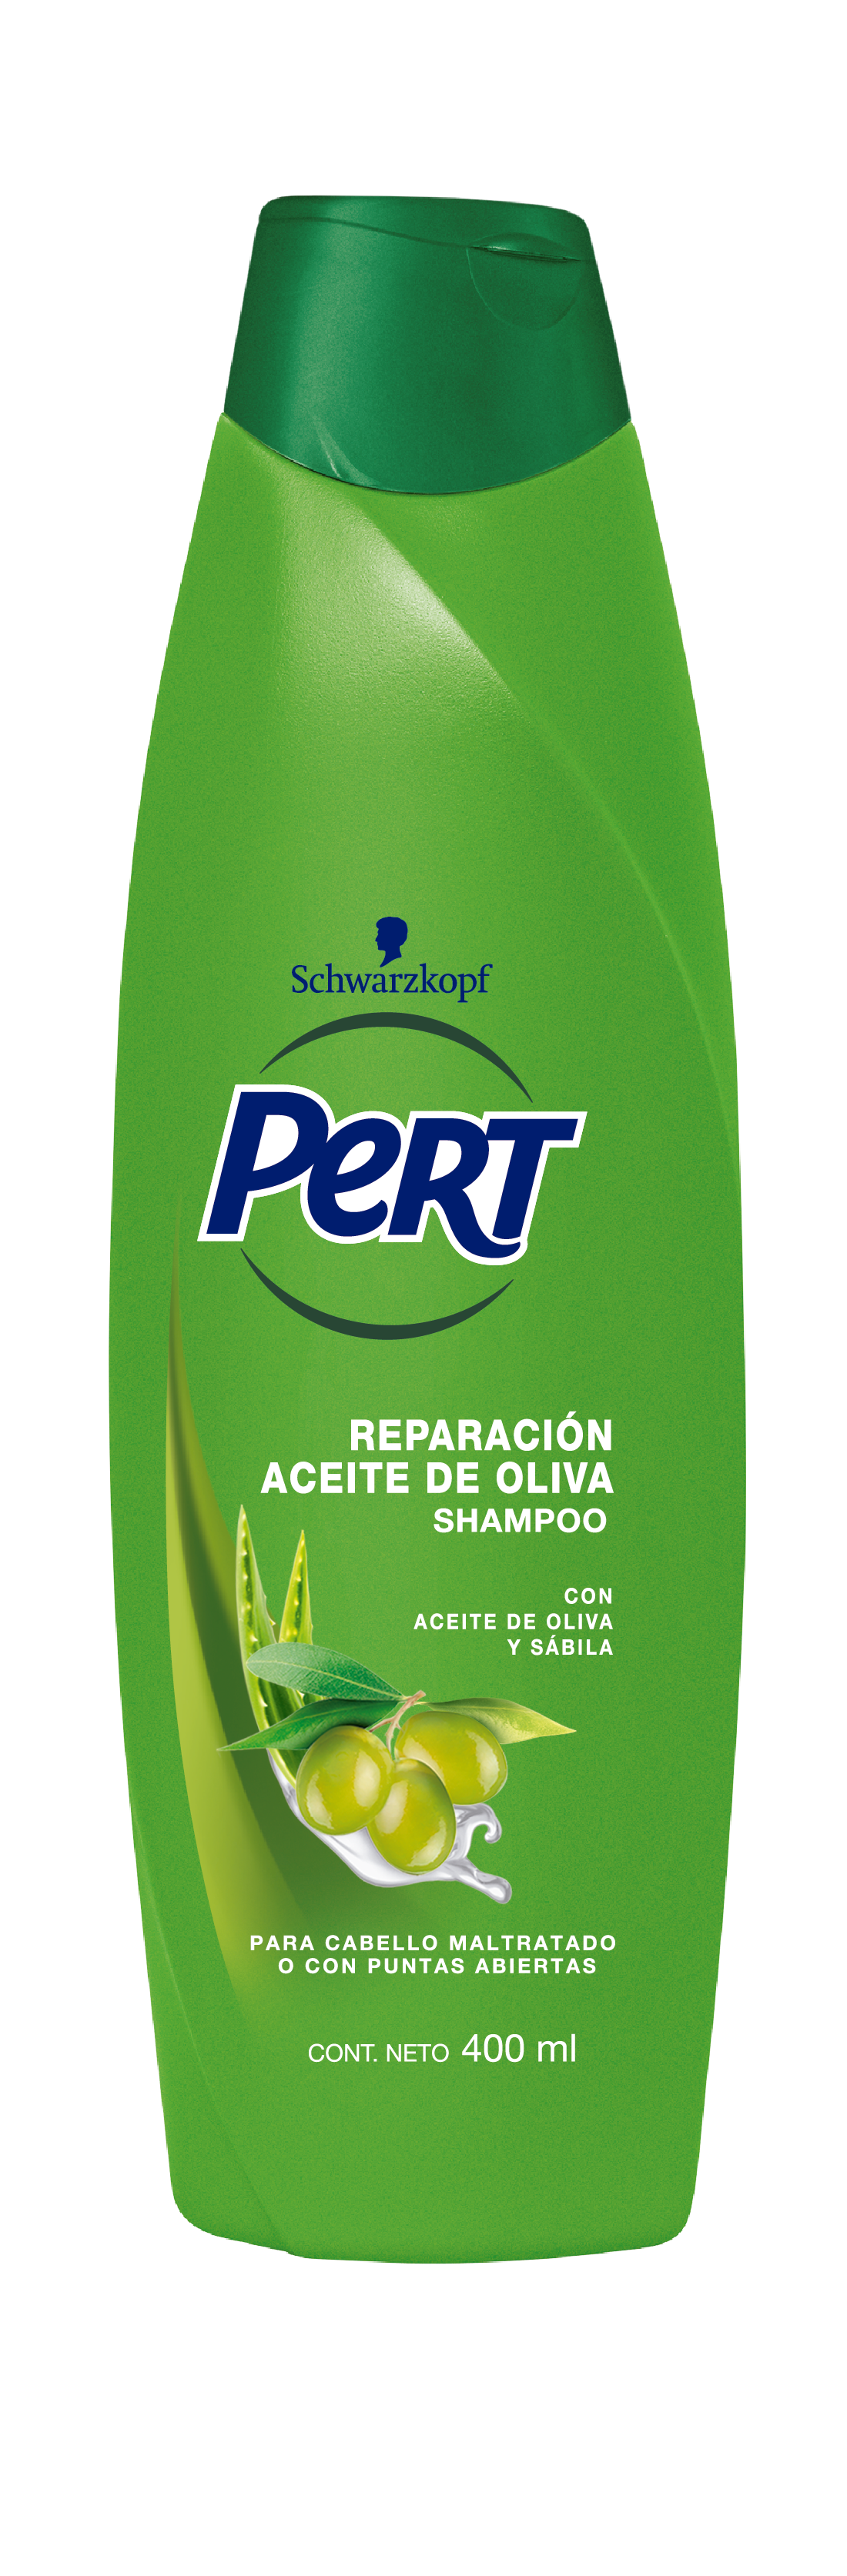 Schwarzkopf
PERT
REPARACIÓN
ACEITE DE OLIVA
SHAMPOO
CON
ACEITE DE OLIVA
Y SÁBILA
PARA CABELLO MALTRATADO
O CON PUNTAS ABIERTAS
CONT. NETO 400 ml